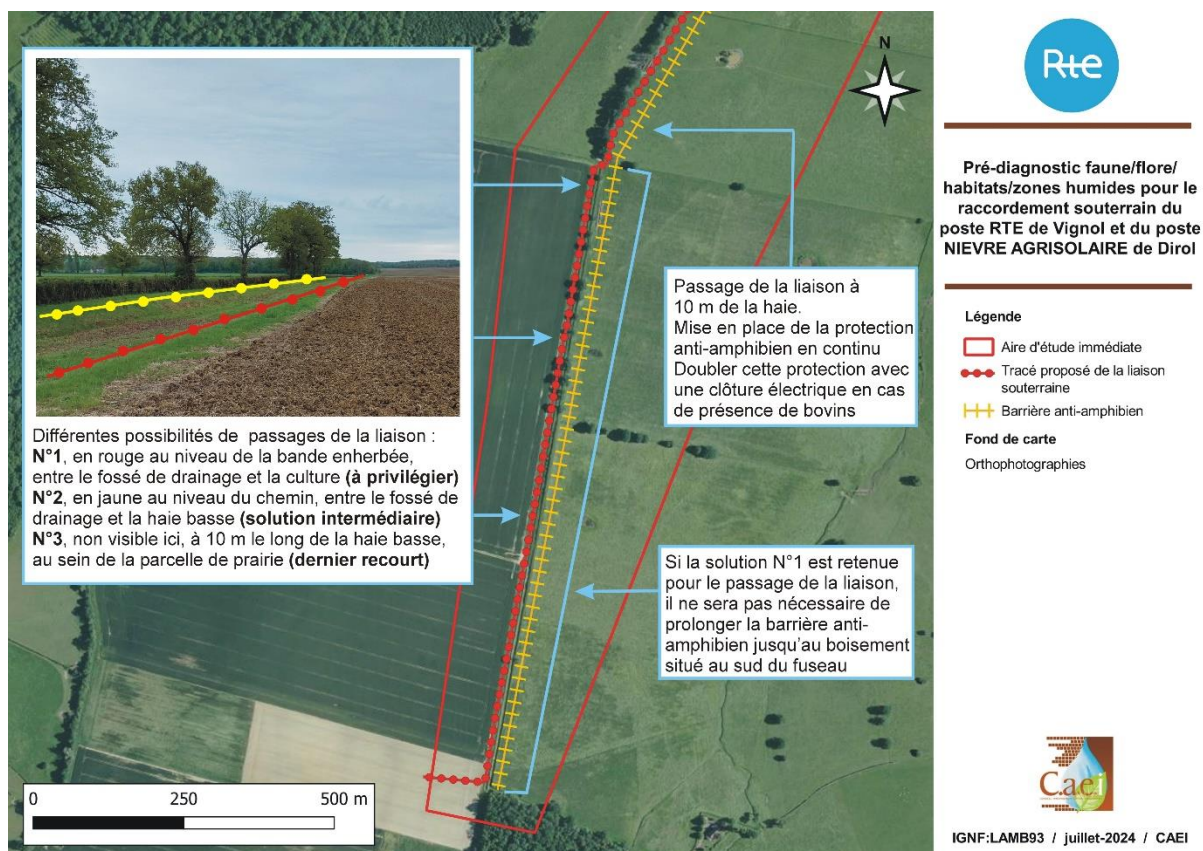 Différentes possibilités de passages de la liaison :
N°1, en rouge au niveau de la bande enherbée,
entre le fossé de drainage et la culture (à privilégier)
N°2, en jaune au niveau du chemin, entre le fossé de
drainage et la haie basse (solution intermédiaire)
N°3, non visible ici, à 10 m le long de la haie basse,
au sein de la parcelle de prairie (dernier recourt)
N
Passage de la liaison à
10 m de la haie.
Mise en place de la protection
anti-amphibien en continu
Doubler cette protection avec
une clôture électrique en cas
de présence de bovins
Si la solution N°1 est retenue
pour le passage de la liaison,
il ne sera pas nécessaire de
prolonger la barrière anti-
amphibien jusqu'au boisement
situé au sud du fuseau
0 250 500 m
Rte
Pré-diagnostic faune/flore/
habitats/zones humides pour le
raccordement souterrain du
poste RTE de Vignol et du poste
NIEVRE AGRISOLAIRE de Dirol
Légende
Aire d'étude immédiate
Tracé proposé de la liaison
souterraine
Barrière anti-amphibien
Fond de carte
Orthophotographies
C.a.e.i
IGNF:LAMB93 / juillet-2024 / CAEI